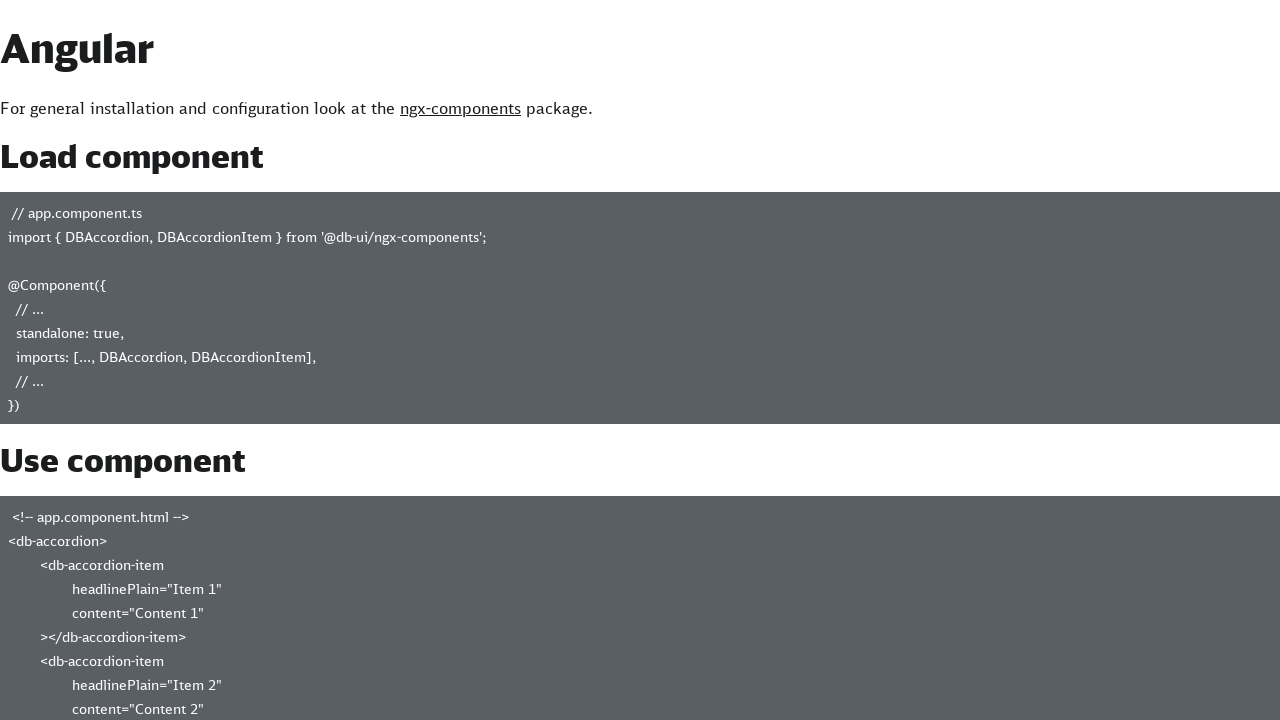 Angular
For general installation and configuration look at the ngx-components package.
Load component
// app.component.ts
import { DBAccordion, DBAccordionItem } from '@db-ui/ngx-components';
@Component({
// ...
standalone: true,
imports: [..., DBAccordion, DBAccordionItem],
// ...
})
Use component
<!-- app.component.html -->
<db-accordion>
<db-accordion-item
headlinePlain="Item 1"
content="Content 1"
></db-accordion-item>
<db-accordion-item
headlinePlain="Item 2"
content="Content 2"